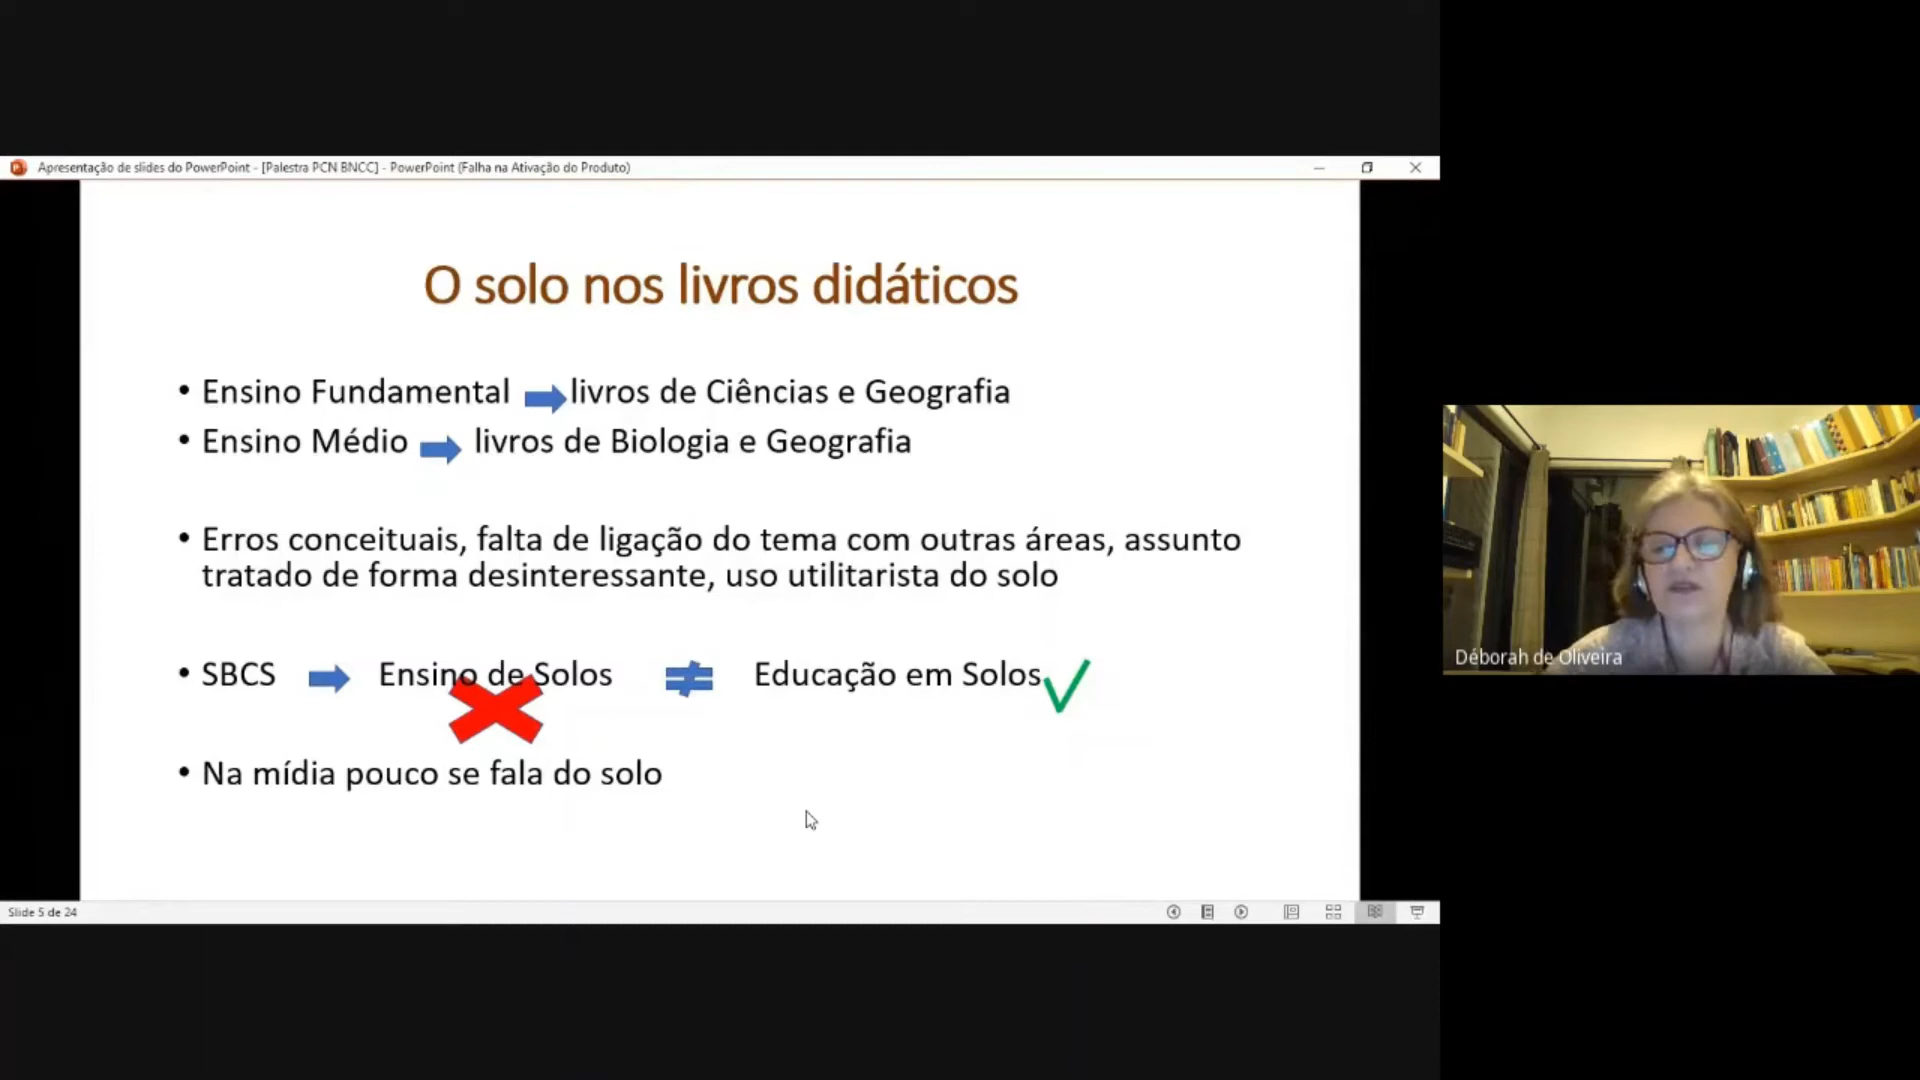 Apresentação de slides do PowerPoint - [Palestra PCN BNCC] - PowerPoint (Falha na Ativação do Produto)
O solo nos livros didáticos
• Ensino Fundamental livros de Ciências e Geografia
• Ensino Médio livros de Biologia e Geografia
• Erros conceituais, falta de ligação do tema com outras áreas, assunto
tratado de forma desinteressante, uso utilitarista do solo
• SBCS Ensino de Solos ≠ Educação em Solos
• Na mídia pouco se fala do solo
Déborah de Oliveira
Slide 5 de 24